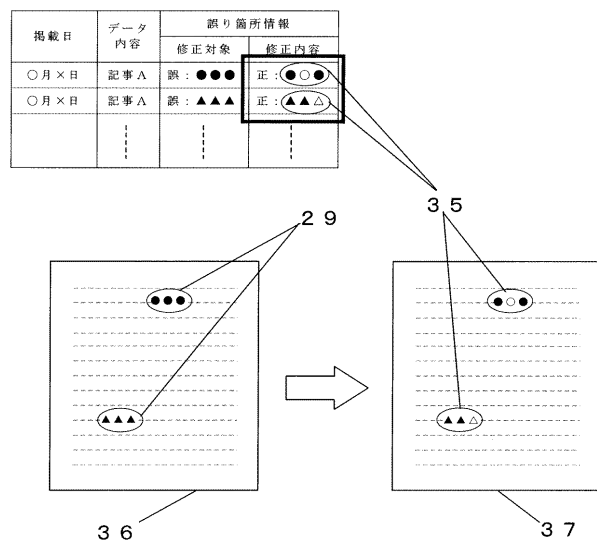 掲載日 データ内容 誤り箇所情報
修正対象 修正内容
○月×日 記事A 誤：●●● 正：●○●
○月×日 記事A 誤：▲▲▲ 正：▲▲△
29 35
●●● ●○●
▲▲▲ ▲▲△
36 37